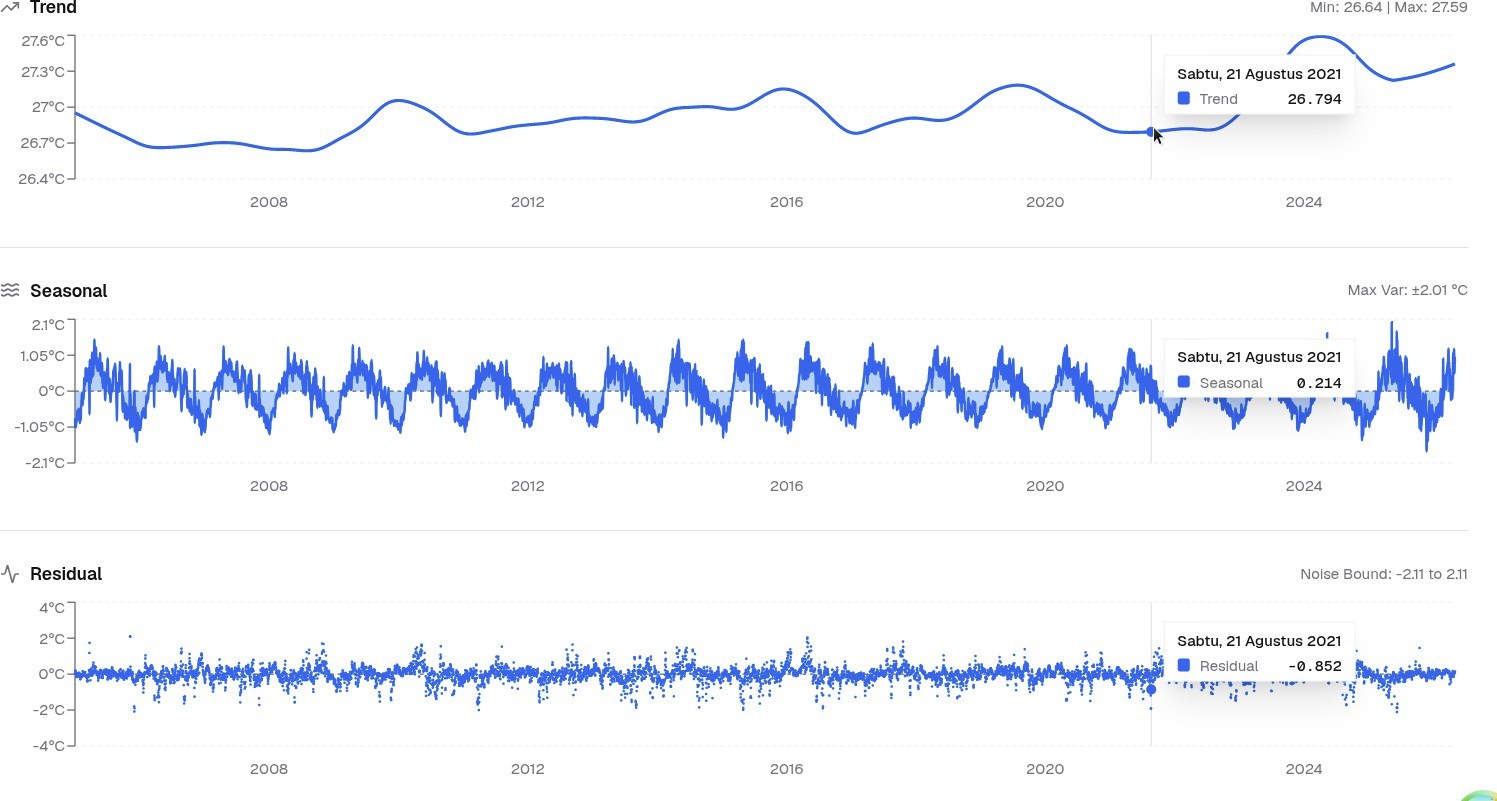 Trend
Min: 26.64 | Max: 27.59
27.6°C
27.3°C
27°C
26.7°C
26.4°C
Sabtu, 21 Agustus 2021
Trend 26.794
2008 2012 2016 2020 2024
Seasonal
Max Var: ±2.01 °C
2.1°C
1.05°C
0°C
-1.05°C
-2.1°C
Sabtu, 21 Agustus 2021
Seasonal 0.214
2008 2012 2016 2020 2024
Residual
Noise Bound: -2.11 to 2.11
4°C
2°C
0°C
-2°C
-4°C
Sabtu, 21 Agustus 2021
Residual -0.852
2008 2012 2016 2020 2024